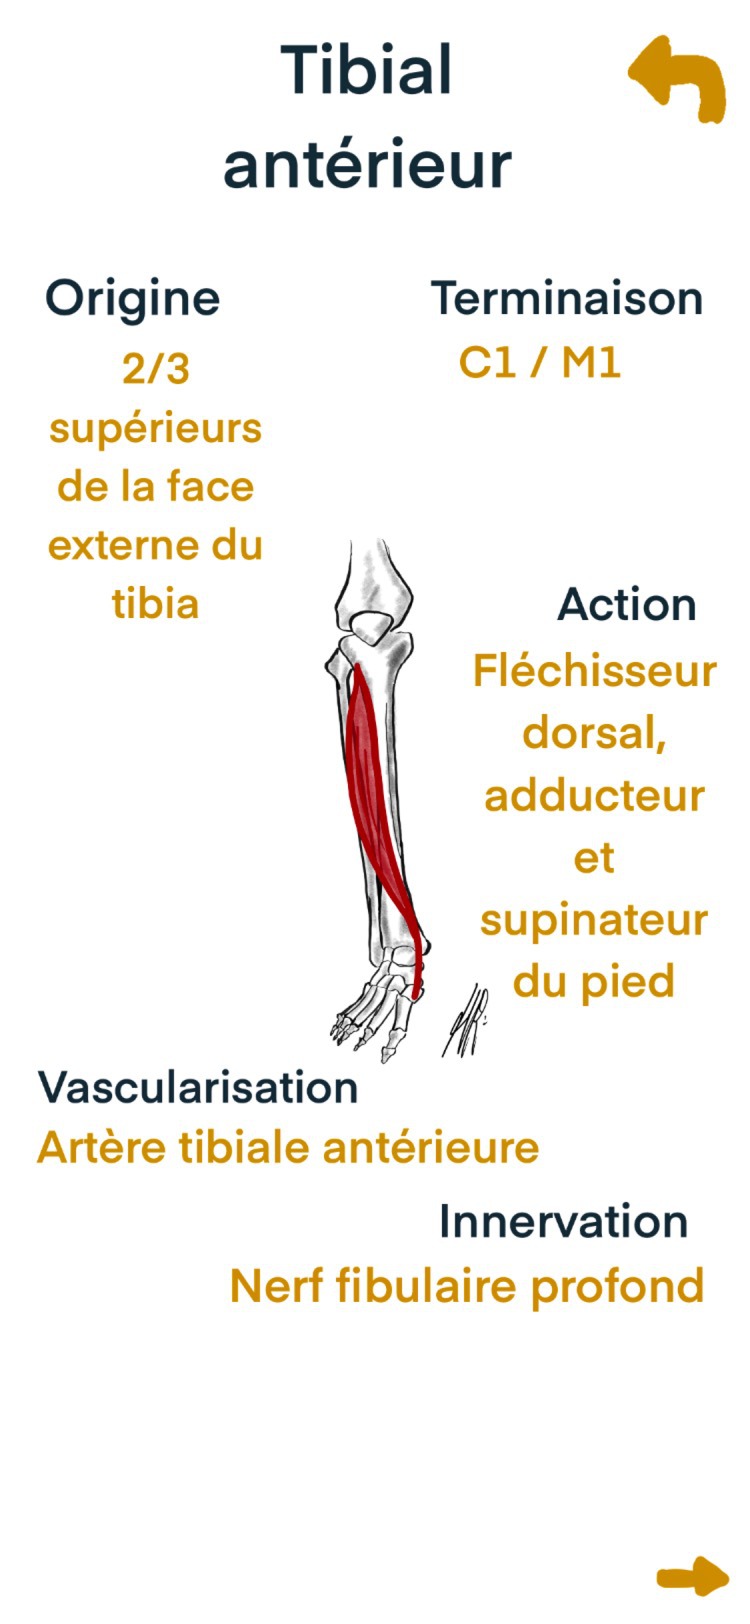 Tibial
antérieur
Origine
2/3
supérieurs
de la face
externe du
tibia
Terminaison
C1 / M1
Action
Fléchisseur
dorsal,
adducteur
et
supinateur
du pied
Vascularisation
Artère tibiale antérieure
Innervation
Nerf fibulaire profond